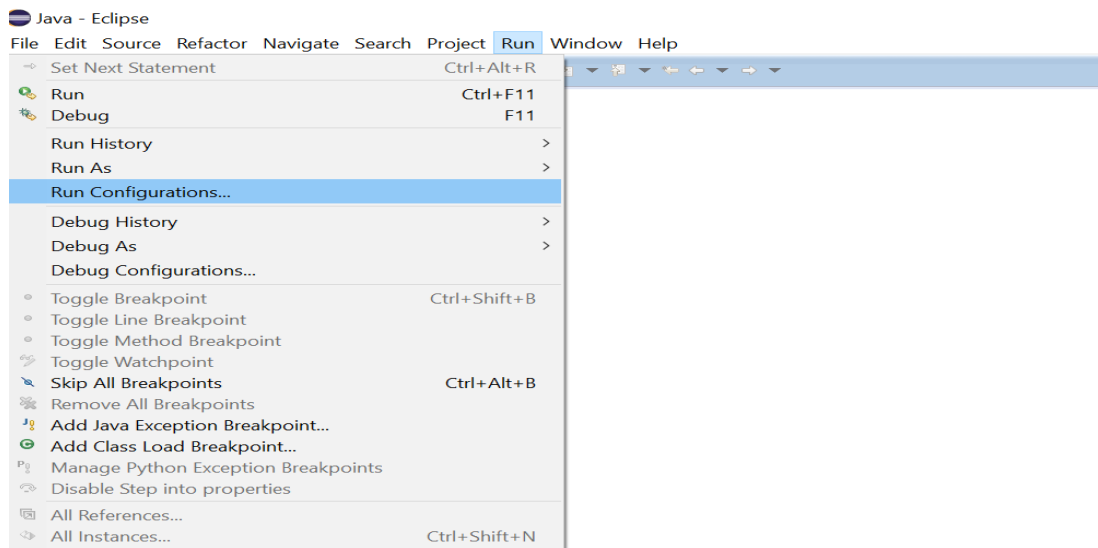 Java - Eclipse
File Edit Source Refactor Navigate Search Project Run Window Help
Set Next Statement Ctrl+Alt+R
Run Ctrl+F11
Debug F11
Run History >
Run As >
Run Configurations...
Debug History >
Debug As >
Debug Configurations...
Toggle Breakpoint Ctrl+Shift+B
Toggle Line Breakpoint
Toggle Method Breakpoint
Toggle Watchpoint
Skip All Breakpoints Ctrl+Alt+B
Remove All Breakpoints
Add Java Exception Breakpoint...
Add Class Load Breakpoint...
Manage Python Exception Breakpoints
Disable Step into properties
All References...
All Instances... Ctrl+Shift+N